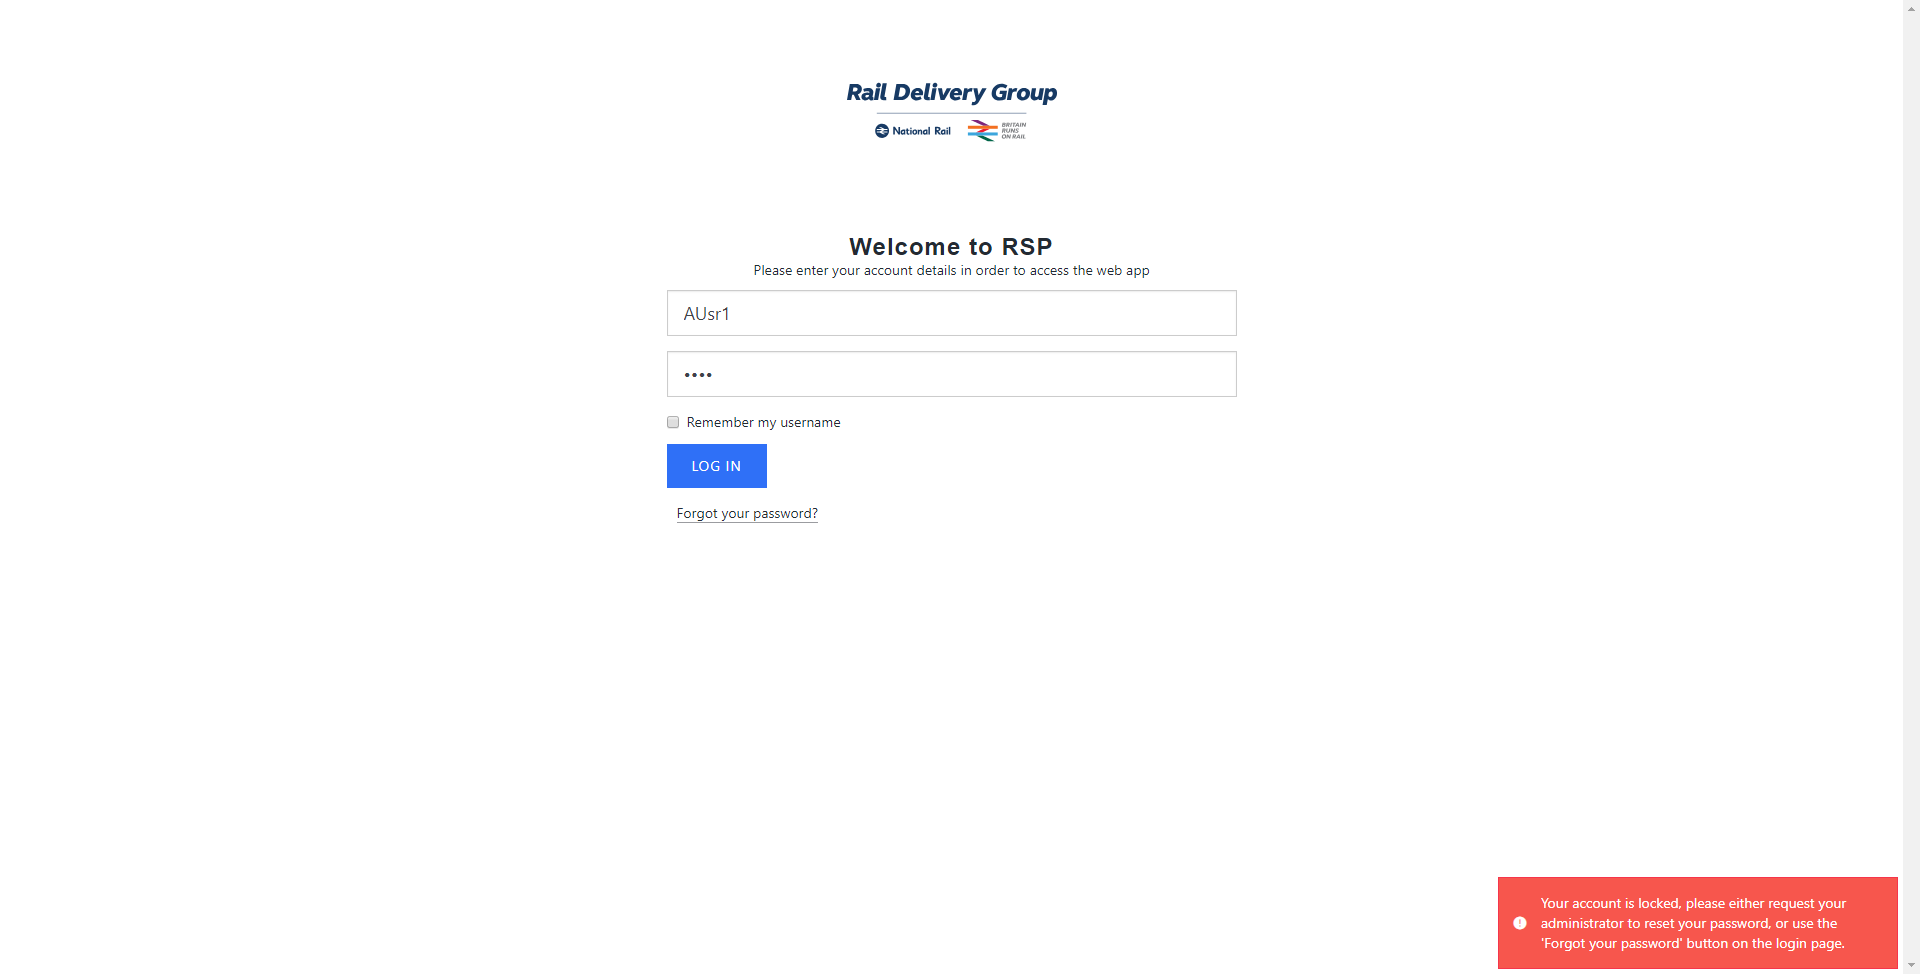 Rail Delivery Group
National Rail
BRITAIN
RUNS
ON RAIL
Welcome to RSP
Please enter your account details in order to access the web app
AUsr1
••••
Remember my username
LOG IN
Forgot your password?
Your account is locked, please either request your
administrator to reset your password, or use the
'Forgot your password' button on the login page.